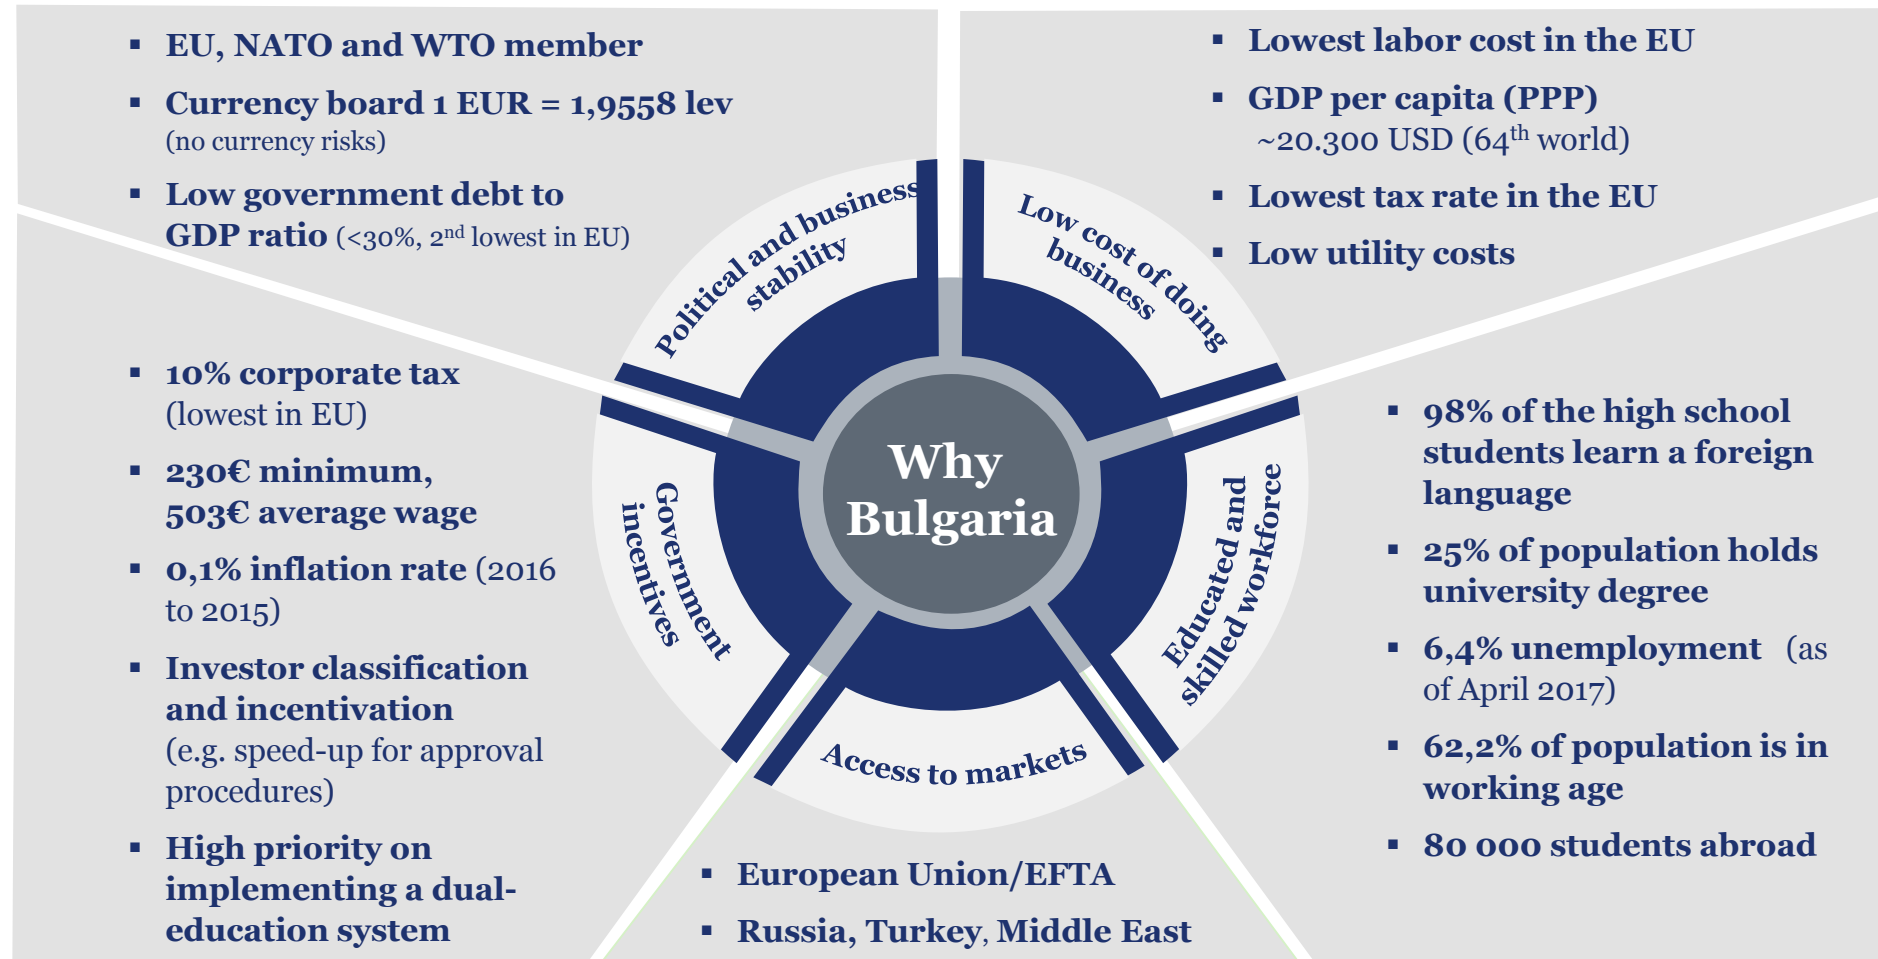 ▪ EU, NATO and WTO member
▪ Currency board 1 EUR = 1,9558 lev
(no currency risks)
▪ Low government debt to
GDP ratio (<30%, 2nd lowest in EU)
▪ Lowest labor cost in the EU
▪ GDP per capita (PPP)
~20.300 USD (64th world)
▪ Lowest tax rate in the EU
▪ Low utility costs
Political and business
stability
Low cost of doing
business
▪ 10% corporate tax
(lowest in EU)
▪ 230€ minimum,
503€ average wage
▪ 0,1% inflation rate (2016
to 2015)
▪ Investor classification
and incentivation
(e.g. speed-up for approval
procedures)
▪ High priority on
implementing a dual-
education system
Government
incentives
Why
Bulgaria
Educated and
skilled workforce
▪ 98% of the high school
students learn a foreign
language
▪ 25% of population holds
university degree
▪ 6,4% unemployment (as
of April 2017)
▪ 62,2% of population is in
working age
▪ 80 000 students abroad
Access to markets
▪ European Union/EFTA
▪ Russia, Turkey, Middle East